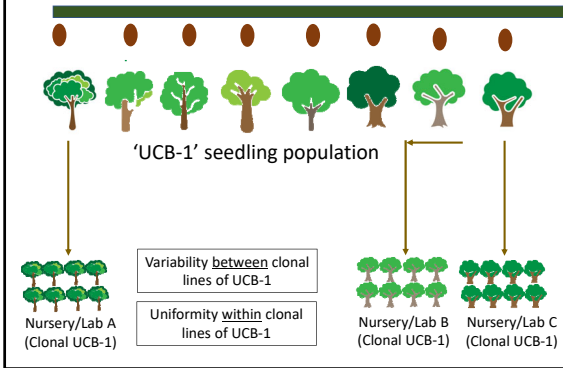 'UCB-1' seedling population
Variability between clonal
lines of UCB-1
Uniformity within clonal
lines of UCB-1
Nursery/Lab A
(Clonal UCB-1)
Nursery/Lab B
(Clonal UCB-1)
Nursery/Lab C
(Clonal UCB-1)